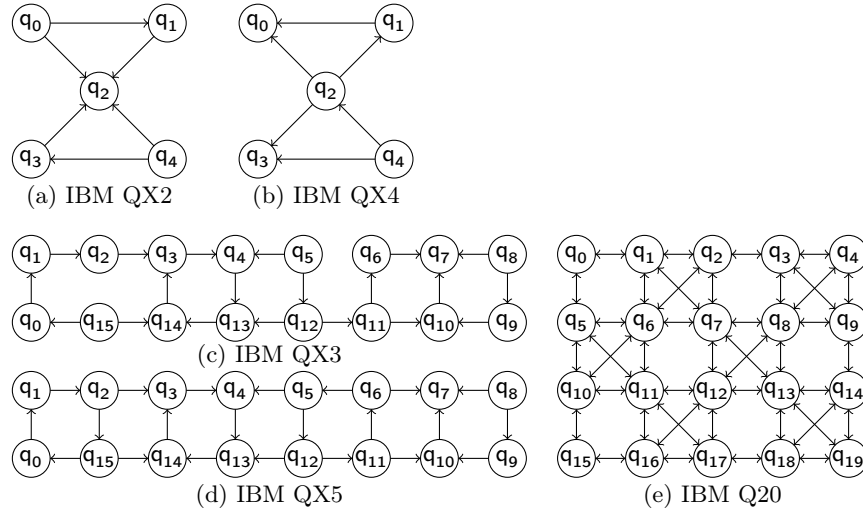 q0 q1 q0 q1
q2 q2
q3 q4 q3 q4
(a) IBM QX2 (b) IBM QX4
q1 q2 q3 q4 q5 q6 q7 q8
q0 q15 q14 q13 q12 q11 q10 q9
(c) IBM QX3
q1 q2 q3 q4 q5 q6 q7 q8
q0 q15 q14 q13 q12 q11 q10 q9
(d) IBM QX5
q0 q1 q2 q3 q4
q5 q6 q7 q8 q9
q10 q11 q12 q13 q14
q15 q16 q17 q18 q19
(e) IBM Q20